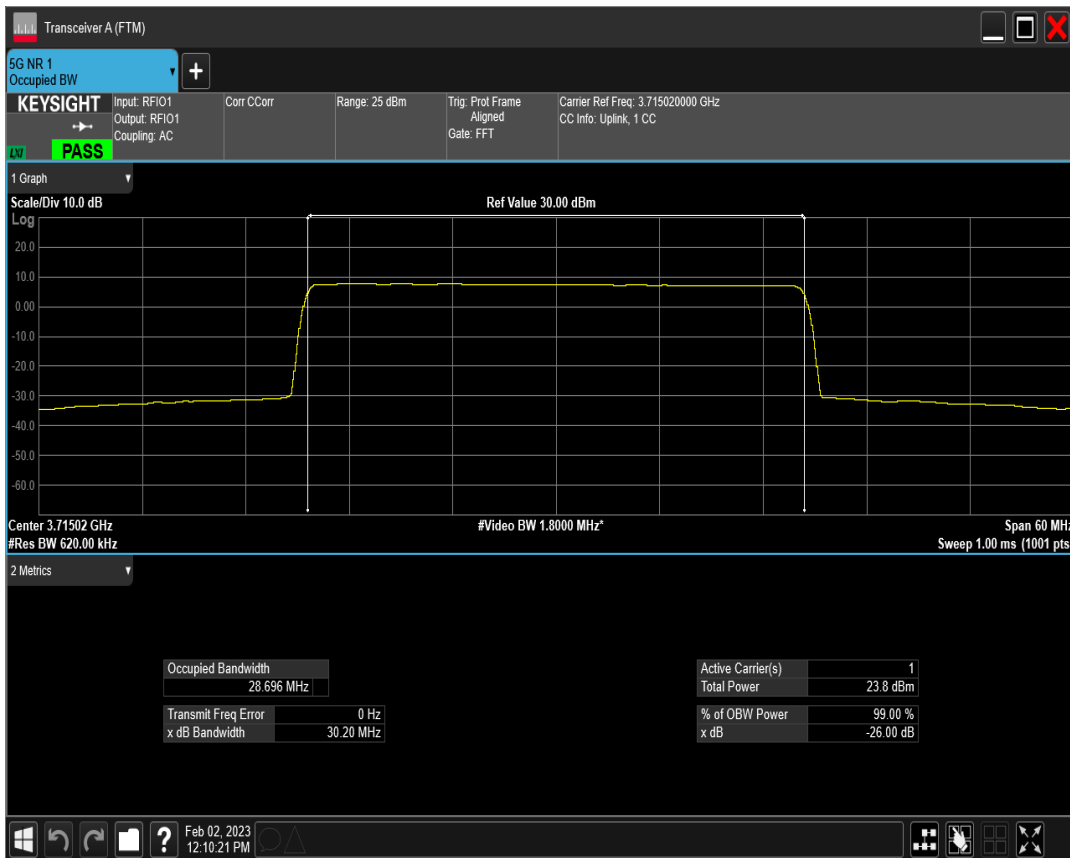 Transceiver A (FTM)
5G NR 1
Occupied BW
+
KEYSIGHT
LXI
PASS
Input: RFIO1
Output: RFIO1
Coupling: AC
Corr CCorr
Range: 25 dBm
Trig: Prot Frame
Aligned
Gate: FFT
Carrier Ref Freq: 3.715020000 GHz
CC Info: Uplink, 1 CC
1 Graph
Scale/Div 10.0 dB
Ref Value 30.00 dBm
Log
20.0
10.0
0.00
-10.0
-20.0
-30.0
-40.0
-50.0
-60.0
Center 3.71502 GHz
#Video BW 1.8000 MHz*
Span 60 MHz
#Res BW 620.00 kHz
Sweep 1.00 ms (1001 pts
2 Metrics
Occupied Bandwidth
28.696 MHz
Transmit Freq Error 0 Hz
x dB Bandwidth 30.20 MHz
Active Carrier(s) 1
Total Power 23.8 dBm
% of OBW Power 99.00 %
x dB -26.00 dB
?
Feb 02, 2023
12:10:21 PM